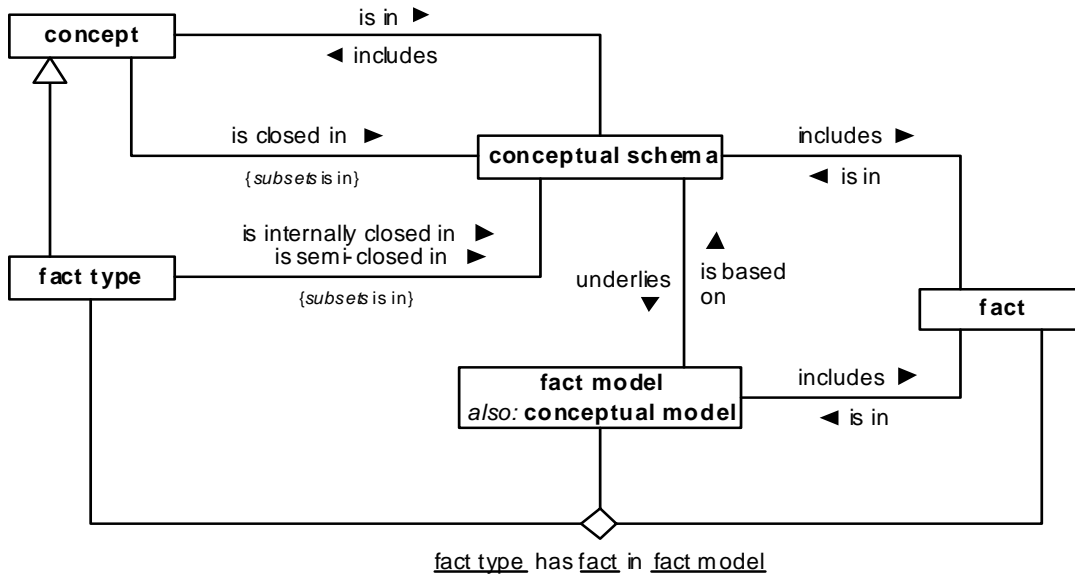 concept
is in ►
◄ includes
is closed in ►
{subsets is in}
conceptual schema
includes ►
◄ is in
is internally closed in ►
is semi-closed in ►
{subsets is in}
fact type
underlies
▼
▲
is based
on
fact
fact model
also: conceptual model
includes ►
◄ is in
fact type has fact in fact model